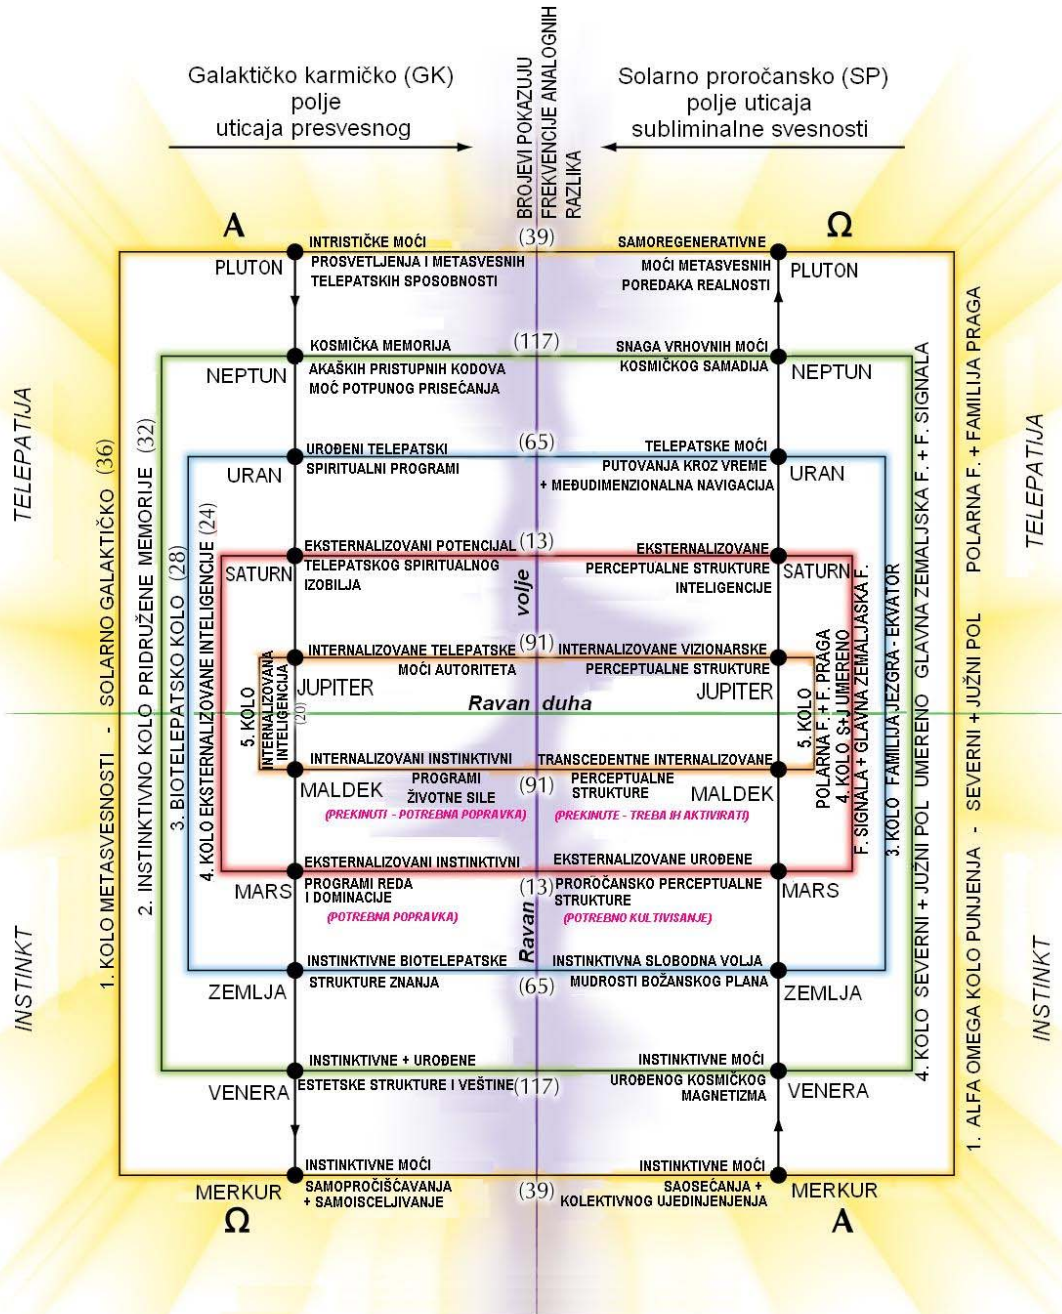 Galaktičko karmičko (GK)
polje
uticaja presvesnog
BROJEVI POKAZUJU
FREKVENCIJE ANALOGNIH
RAZLIKA
Solarno proročansko (SP)
polje uticaja
subliminalne svesnosti
A
Ω
TELEPATIJA
INSTINKT
1. KOLO METASVESNOSTI - SOLARNO GALAKTIČKO (36)
2. INSTINKTIVNO KOLO PRIDRUŽENE MEMORIJE (32)
3. BIOTELEPATSKO KOLO (28)
4. KOLO EKSTERNALIZOVANE INTELIGENCIJE (24)
5. KOLO
INTERNALIZOVANA
INTELIGENCIJA
(20)
PLUTON
INTRISTIČKE MOĆI
PROSVETLJENJA I METASVESNIH
TELEPATSKIH SPOSOBNOSTI
(39)
SAMOREGENERATIVNE
MOĆI METASVESNIH
POREDAKA REALNOSTI
PLUTON
NEPTUN
KOSMIČKA MEMORIJA
AKAŠKIH PRISTUPNIH KODOVA
MOĆ POTPUNOG PRISEĆANJA
(117)
SNAGA VRHOVNIH MOĆI
KOSMIČKOG SAMADIJA
NEPTUN
URAN
UROĐENI TELEPATSKI
SPIRITUALNI PROGRAMI
(65)
TELEPATSKE MOĆI
PUTOVANJA KROZ VREME
+ MEĐUDIMENZIONALNA NAVIGACIJA
URAN
SATURN
EKSTERNALIZOVANI POTENCIJAL
TELEPATSKOG SPIRITUALNOG
IZOBILJA
(13)
EKSTERNALIZOVANE
PERCEPTUALNE STRUKTURE
INTELIGENCIJE
SATURN
volje
JUPITER
INTERNALIZOVANE TELEPATSKE
MOĆI AUTORITETA
(91)
INTERNALIZOVANE VIZIONARSKE
PERCEPTUALNE STRUKTURE
JUPITER
Ravan duha
MALDEK
INTERNALIZOVANI INSTINKTIVNI
PROGRAMI
ŽIVOTNE SILE
(PREKINUTI - POTREBNA POPRAVKA)
(91)
TRANSCEDENTNE INTERNALIZOVANE
PERCEPTUALNE
STRUKTURE
(PREKINUTE - TREBA IH AKTIVIRATI)
MALDEK
MARS
EKSTERNALIZOVANI INSTINKTIVNI
PROGRAMI REDA
I DOMINACIJE
(POTREBNA POPRAVKA)
(13)
EKSTERNALIZOVANE UROĐENE
PROROČANSKO PERCEPTUALNE
STRUKTURE
(POTREBNO KULTIVISANJE)
MARS
Ravan
ZEMLJA
INSTINKTIVNE BIOTELEPATSKE
STRUKTURE ZNANJA
(65)
INSTINKTIVNA SLOBODNA VOLJA
MUDROSTI BOŽANSKOG PLANA
ZEMLJA
VENERA
INSTINKTIVNE + UROĐENE
ESTETSKE STRUKTURE I VEŠTINE
(117)
INSTINKTIVNE MOĆI
UROĐENOG KOSMIČKOG
MAGNETIZMA
VENERA
MERKUR
INSTINKTIVNE MOĆI
SAMOPROČIŠĆAVANJA
+ SAMOISCELJIVANJE
(39)
INSTINKTIVNE MOĆI
SAOSEĆANJA +
KOLEKTIVNOG UJEDINJENJENJA
MERKUR
Ω
A
5. KOLO
POLARNA F. + F. PRAGA
4. KOLO S+J UMERENO
F. SIGNALA + GLAVNA ZEMALJASKA F.
3. KOLO FAMILIJA JEZGRA - EKVATOR
4. KOLO SEVERNI + JUŽNI POL UMERENO GLAVNA ZEMALJSKA F. + F. SIGNALA
1. ALFA OMEGA KOLO PUNJENJA - SEVERNI + JUŽNI POL POLARNA F. + FAMILIJA PRAGA
TELEPATIJA
INSTINKT